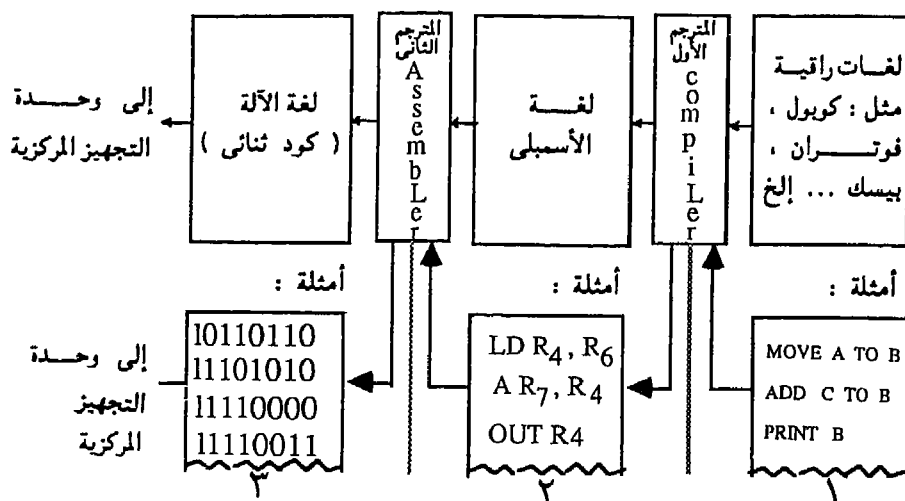 لغات راقية
مثل : كوبول ،
فوتران ،
بيسك ... إلخ
المترجم
الأول
compiLer
لغة
الأسمبلى
المترجم
الثانى
AssembLer
لغة الآلة
( كود ثنائى )
إلى وحدة
التجهيز المركزية
أمثلة :
MOVE A TO B
ADD C TO B
PRINT B
١
أمثلة :
LD R4 , R6
A R7 , R4
OUT R4
٢
أمثلة :
10110110
11101010
11110000
11110011
٣
إلى وحدة
التجهيز
المركزية